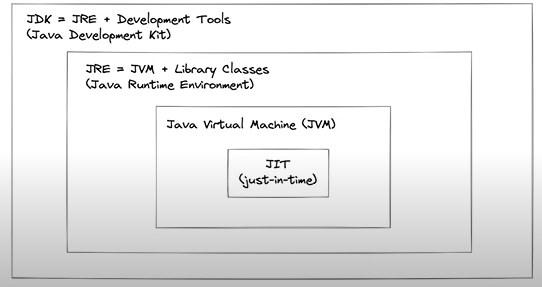 JDK = JRE + Development Tools
(Java Development Kit)
JRE = JVM + Library Classes
(Java Runtime Environment)
Java Virtual Machine (JVM)
JIT
(just-in-time)